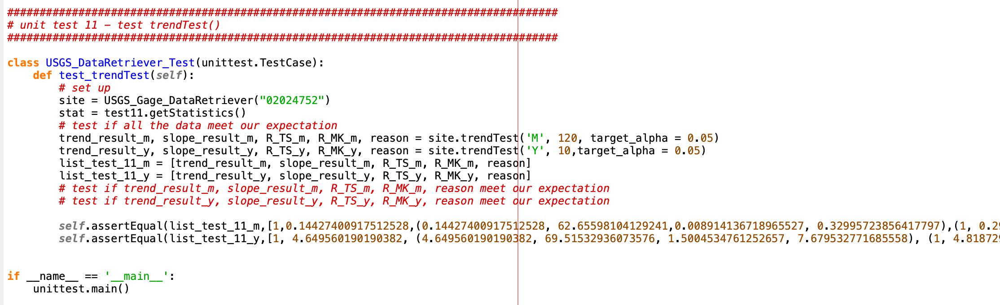 #####################################################################################
# unit test 11 – test trendTest()
#####################################################################################
class USGS_DataRetriever_Test(unittest.TestCase):
    def test_trendTest(self):
        # set up
        site = USGS_Gage_DataRetriever("02024752")
        stat = test11.getStatistics()
        # test if all the data meet our expectation
        trend_result_m, slope_result_m, R_TS_m, R_MK_m, reason = site.trendTest('M', 120, target_alpha = 0.05)
        trend_result_y, slope_result_y, R_TS_y, R_MK_y, reason = site.trendTest('Y', 10,target_alpha = 0.05)
        list_test_11_m = [trend_result_m, slope_result_m, R_TS_m, R_MK_m, reason]
        list_test_11_y = [trend_result_y, slope_result_y, R_TS_y, R_MK_y, reason]
        # test if trend_result_m, slope_result_m, R_TS_m, R_MK_m, reason meet our expectation
        # test if trend_result_y, slope_result_y, R_TS_y, R_MK_y, reason meet our expectation
        self.assertEqual(list_test_11_m,[1,0.14427400917512528,(0.14427400917512528, 62.65598104129241,0.008914136718965527, 0.32995723856417797),(1, 0.29
        self.assertEqual(list_test_11_y,[1, 4.649560190190382, (4.649560190190382, 69.51532936073576, 1.5004534761252657, 7.679532771685558), (1, 4.818729
if __name__ == '__main__':
    unittest.main()